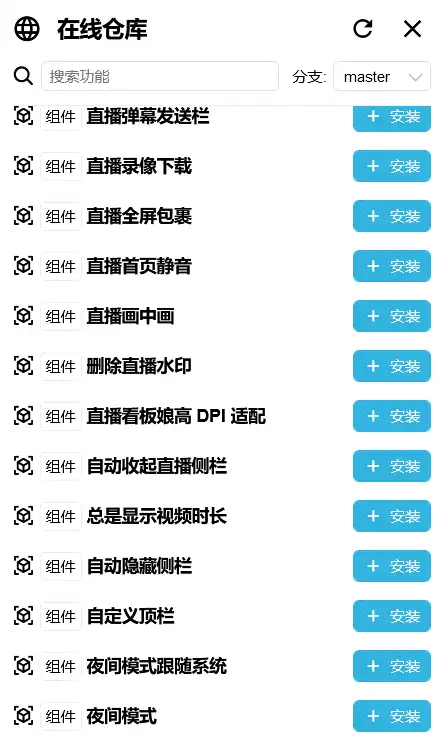 在线仓库
搜索功能 分支: master
组件 直播弹幕发送栏 + 安装
组件 直播录像下载 + 安装
组件 直播全屏包裹 + 安装
组件 直播首页静音 + 安装
组件 直播画中画 + 安装
组件 删除直播水印 + 安装
组件 直播看板娘高 DPI 适配 + 安装
组件 自动收起直播侧栏 + 安装
组件 总是显示视频时长 + 安装
组件 自动隐藏侧栏 + 安装
组件 自定义顶栏 + 安装
组件 夜间模式跟随系统 + 安装
组件 夜间模式 + 安装